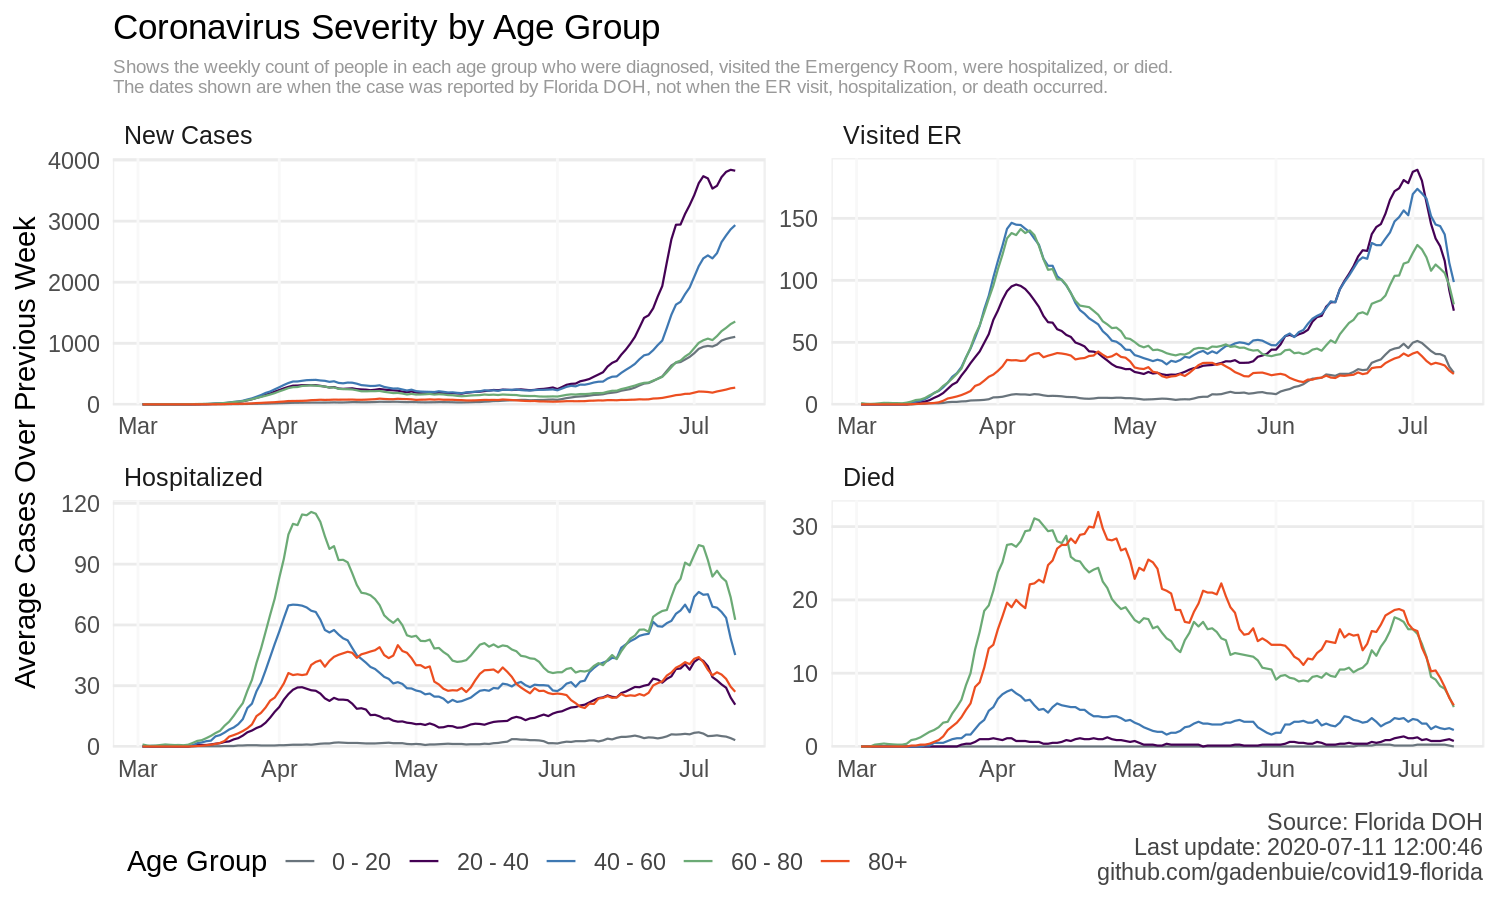 Coronavirus Severity by Age Group
Shows the weekly count of people in each age group who were diagnosed, visited the Emergency Room, were hospitalized, or died.
The dates shown are when the case was reported by Florida DOH, not when the ER visit, hospitalization, or death occurred.
Average Cases Over Previous Week
New Cases
4000
3000
2000
1000
0
Mar Apr May Jun Jul
Visited ER
150
100
50
0
Mar Apr May Jun Jul
Hospitalized
120
90
60
30
0
Mar Apr May Jun Jul
Died
30
20
10
0
Mar Apr May Jun Jul
Age Group 0 - 20 20 - 40 40 - 60 60 - 80 80+
Source: Florida DOH
Last update: 2020-07-11 12:00:46
github.com/gadenbuie/covid19-florida